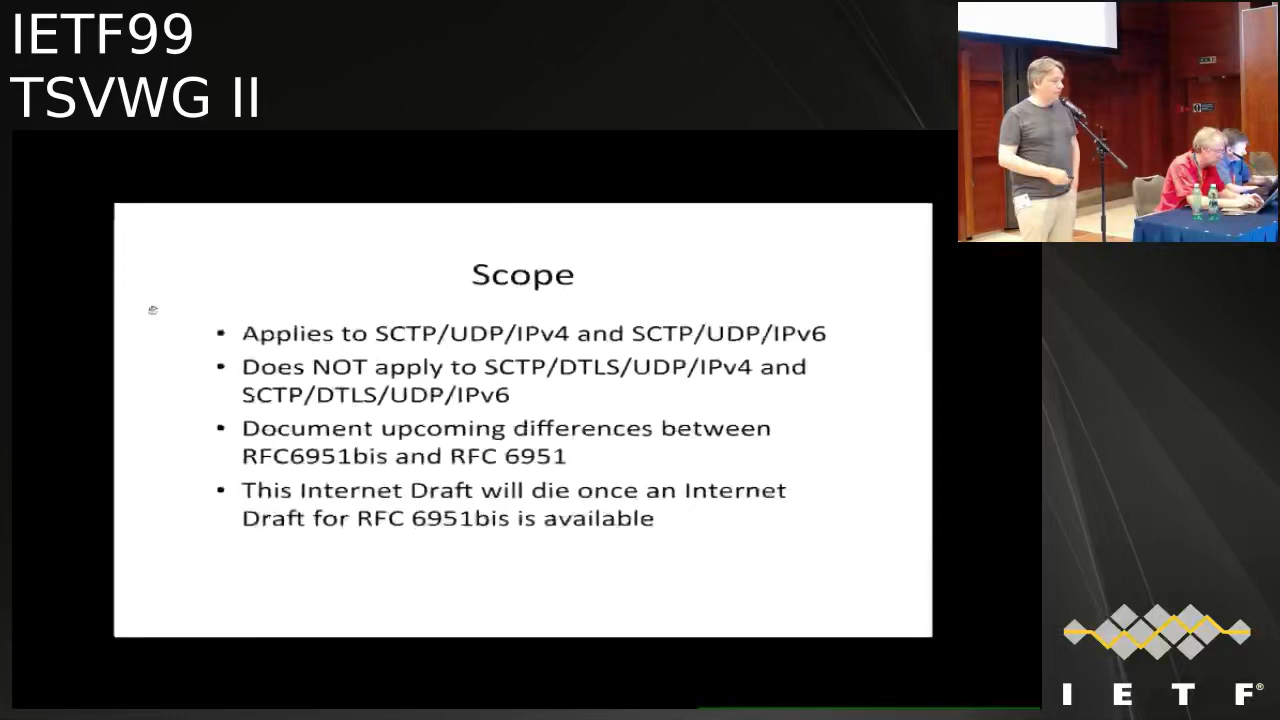 IETF99
TSVWG II
Scope
• Applies to SCTP/UDP/IPv4 and SCTP/UDP/IPv6
• Does NOT apply to SCTP/DTLS/UDP/IPv4 and
SCTP/DTLS/UDP/IPv6
• Document upcoming differences between
RFC6951bis and RFC 6951
• This Internet Draft will die once an Internet
Draft for RFC 6951bis is available
I E T F®